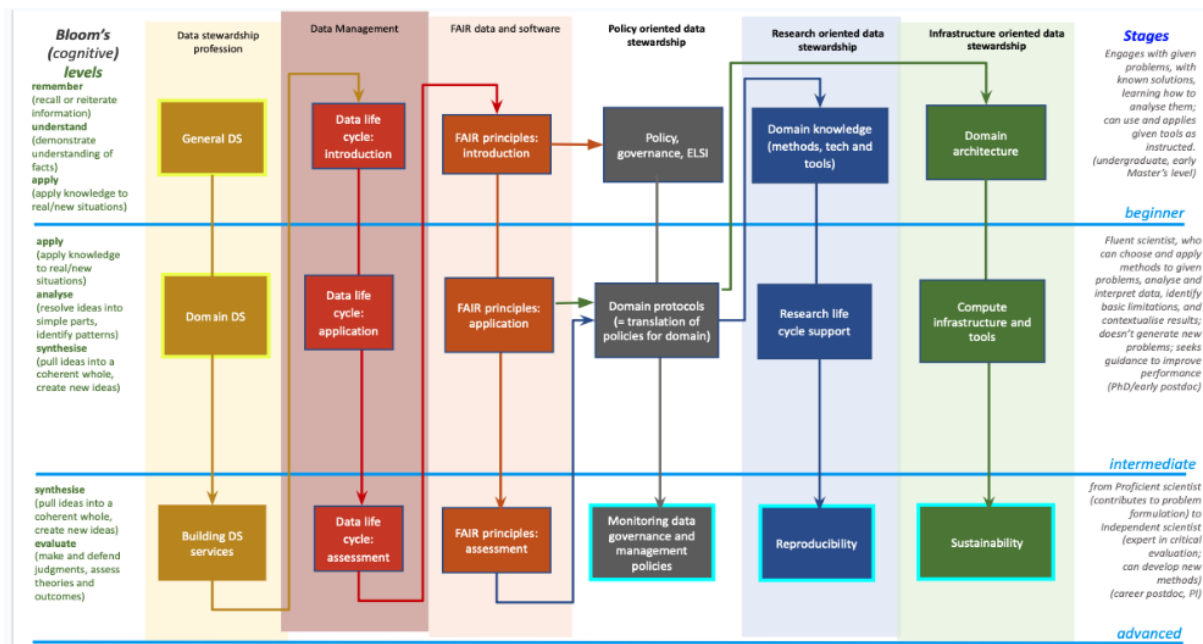 Bloom's
(cognitive)
levels
remember
(recall or reiterate
information)
understand
(demonstrate
understanding of
facts)
apply
(apply knowledge to
real/new situations)
Data stewardship
profession
Data Management
FAIR data and software
Policy oriented data
stewardship
Research oriented data
stewardship
Infrastructure oriented data
stewardship
Stages
Engages with given
problems, with
known solutions,
learning how to
analyse them;
can use and applies
given tools as
instructed.
(undergraduate, early
Master's level)
General DS
Data life
cycle:
introduction
FAIR principles:
introduction
Policy,
governance, ELSI
Domain knowledge
(methods, tech and
tools)
Domain
architecture
beginner
apply
(apply knowledge
to real/new
situations)
analyse
(resolve ideas into
simple parts,
identify patterns)
synthesise
(pull ideas into a
coherent whole,
create new ideas)
Domain DS
Data life
cycle:
application
FAIR principles:
application
Domain protocols
(= translation of
policies for domain)
Research life
cycle support
Compute
infrastructure and
tools
Fluent scientist, who
can choose and apply
methods to given
problems, analyse and
interpret data, identify
basic limitations, and
contextualise results;
doesn't generate new
problems; seeks
guidance to improve
performance
(PhD/early postdoc)
intermediate
synthesise
(pull ideas into a
coherent whole,
create new ideas)
evaluate
(make and defend
judgments, assess
theories and
outcomes)
Building DS
services
Data life
cycle:
assessment
FAIR principles:
assessment
Monitoring data
governance and
management
policies
Reproducibility
Sustainability
from Proficient scientist
(contributes to problem
formulation) to
Independent scientist
(expert in critical
evaluation;
can develop new
methods)
(career postdoc, PI)
advanced